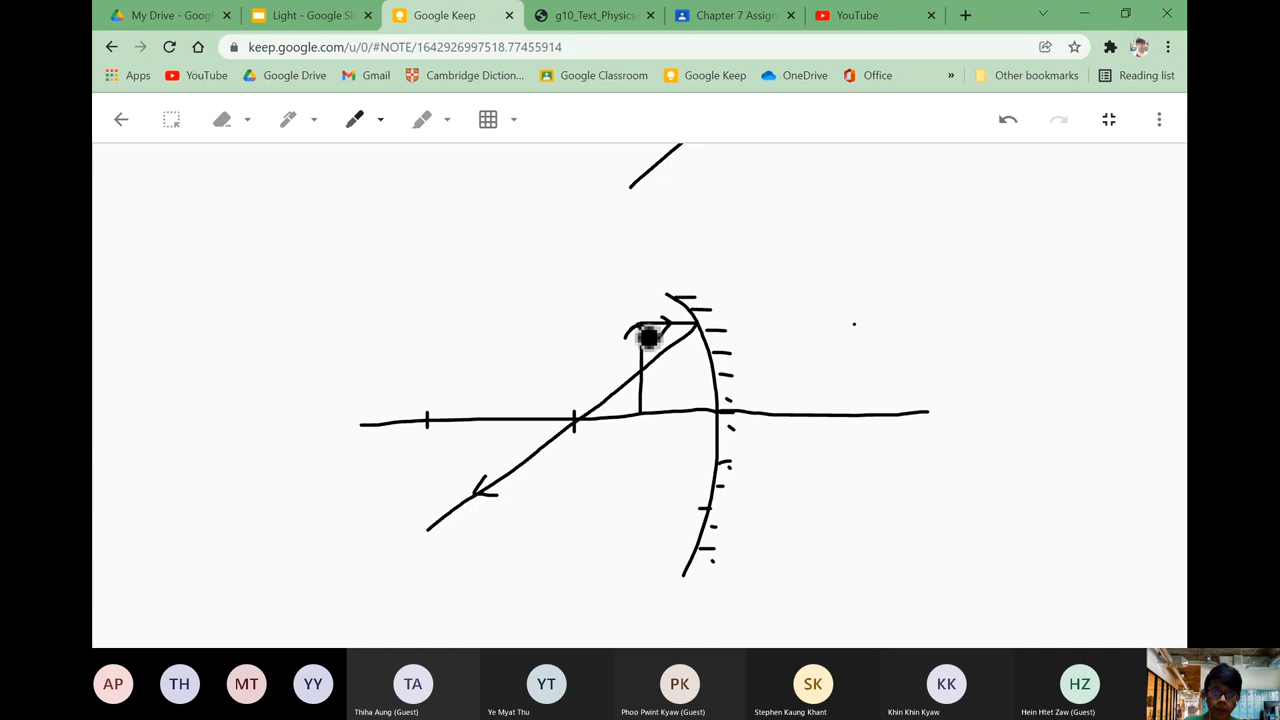 My Drive - Googl
Light - Google Sl
Google Keep
g10_Text_Physics
Chapter 7 Assign
YouTube
keep.google.com/u/0/#NOTE/1642926997518.77455914
Apps
YouTube
Google Drive
Gmail
Cambridge Diction...
Google Classroom
Google Keep
OneDrive
Office
»
Other bookmarks
Reading list
AP
TH
MT
YY
TA
YT
PK
SK
KK
HZ
Thiha Aung (Guest)
Ye Myat Thu
Phoo Pwint Kyaw (Guest)
Stephen Kaung Khant
Khin Khin Kyaw
Hein Htet Zaw (Guest)